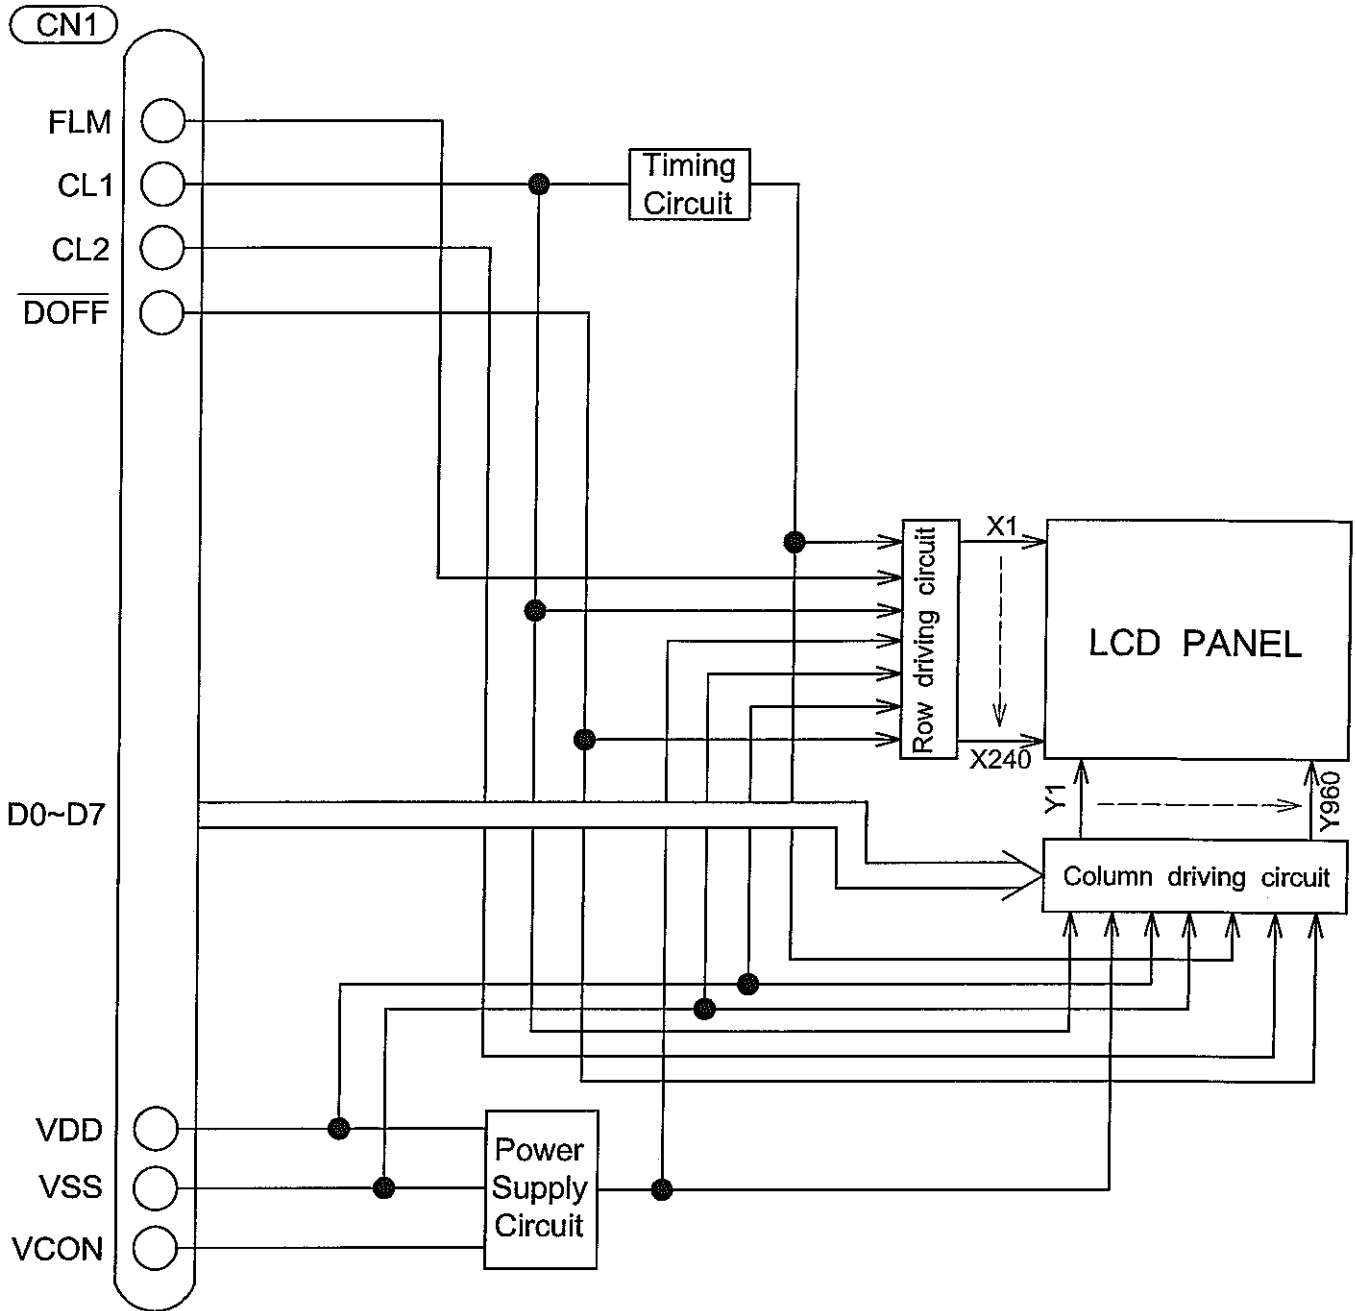 CN1
FLM
CL1
CL2
DOFF
Timing
Circuit
Row driving circuit
X1
X240
LCD PANEL
Y1
Y960
D0~D7
Column driving circuit
VDD
VSS
VCON
Power
Supply
Circuit